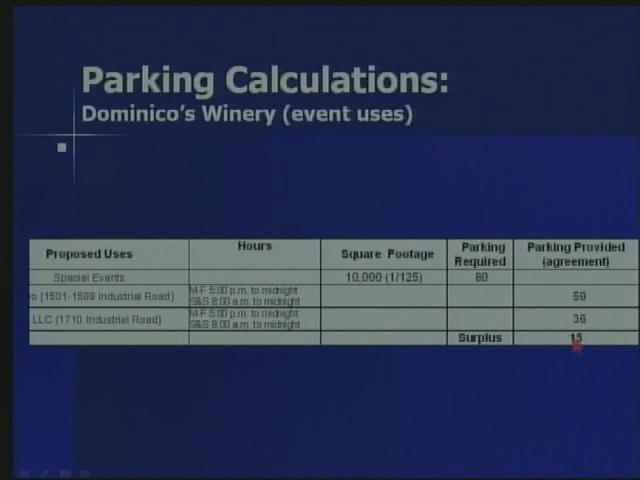 Parking Calculations:
Dominico's Winery (event uses)
Proposed Uses Hours Square Footage Parking Required Parking Provided (agreement)
Special Events 10,000 (1/125) 80
o (1501-1599 Industrial Road) M-F 5:00 p.m. to midnight 59
S&S 8:00 a.m. to midnight
LLC (1710 Industrial Road) M-F 5:00 p.m. to midnight 36
S&S 8:00 a.m. to midnight
Surplus 15